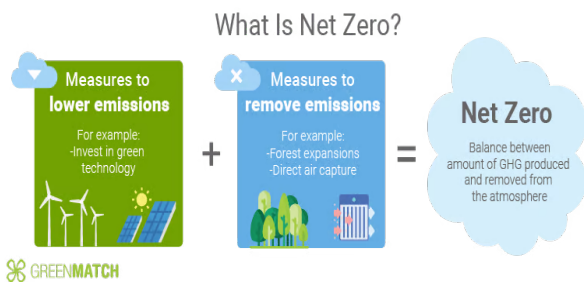 What Is Net Zero?
Measures to
lower emissions
For example:
-Invest in green
technology
+
Measures to
remove emissions
For example:
-Forest expansions
-Direct air capture
=
Net Zero
Balance between
amount of GHG produced
and removed from
the atmosphere
GREENMATCH